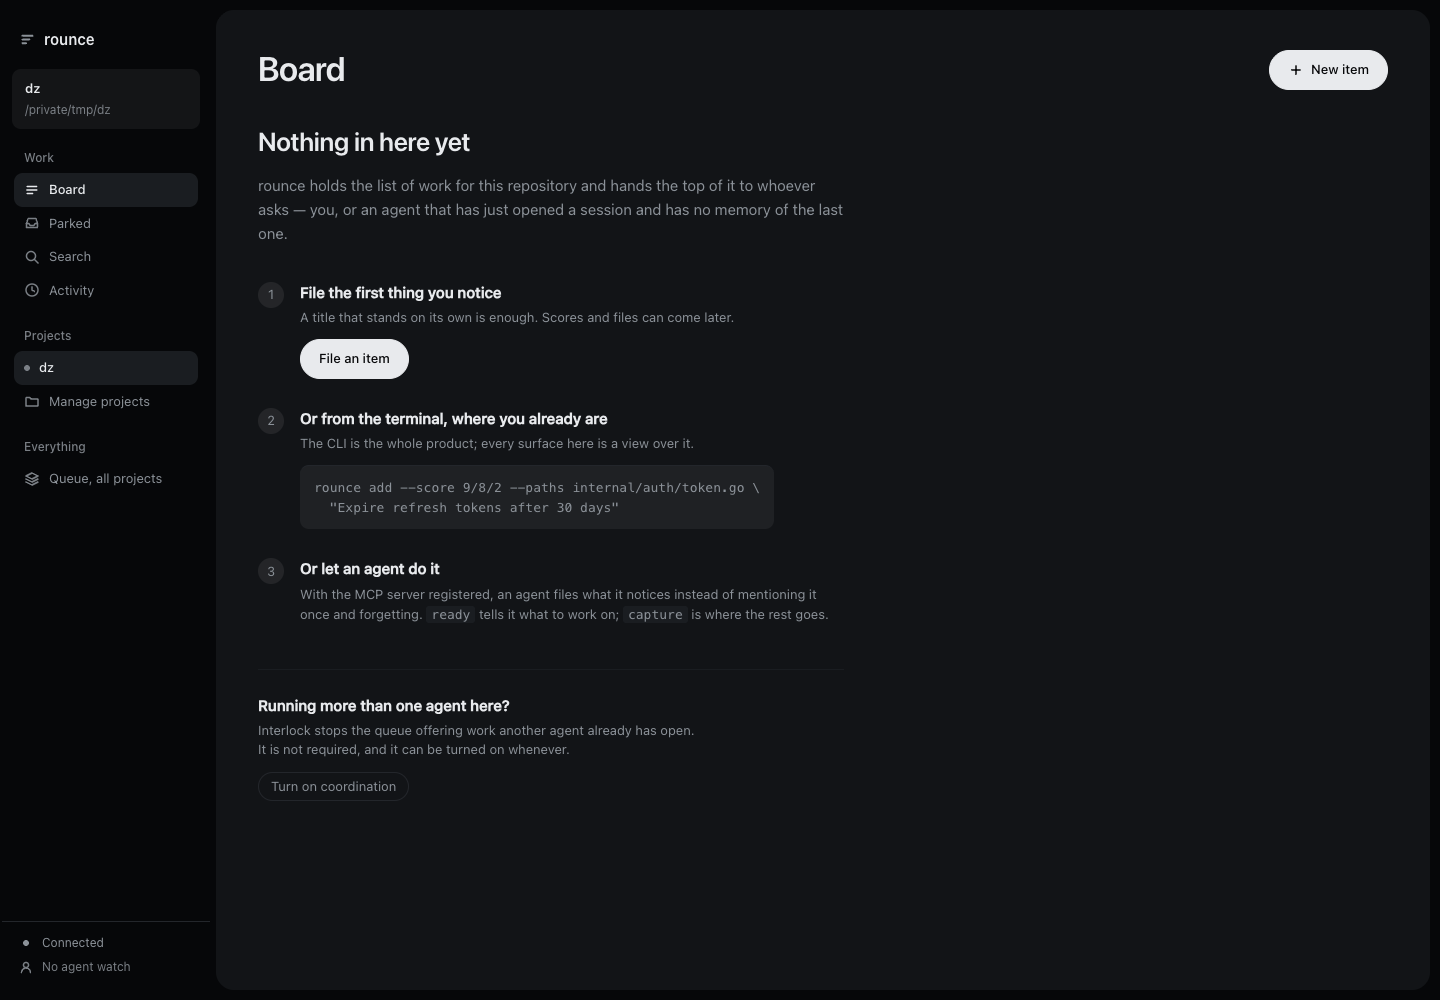 rounce
dz
/private/tmp/dz
Work
Board
Parked
Search
Activity
Projects
dz
Manage projects
Everything
Queue, all projects
Connected
No agent watch
Board
+ New item
Nothing in here yet
rounce holds the list of work for this repository and hands the top of it to whoever
asks — you, or an agent that has just opened a session and has no memory of the last
one.
1
File the first thing you notice
A title that stands on its own is enough. Scores and files can come later.
File an item
2
Or from the terminal, where you already are
The CLI is the whole product; every surface here is a view over it.
rounce add --score 9/8/2 --paths internal/auth/token.go \
  "Expire refresh tokens after 30 days"
3
Or let an agent do it
With the MCP server registered, an agent files what it notices instead of mentioning it
once and forgetting. ready tells it what to work on; capture is where the rest goes.
Running more than one agent here?
Interlock stops the queue offering work another agent already has open.
It is not required, and it can be turned on whenever.
Turn on coordination